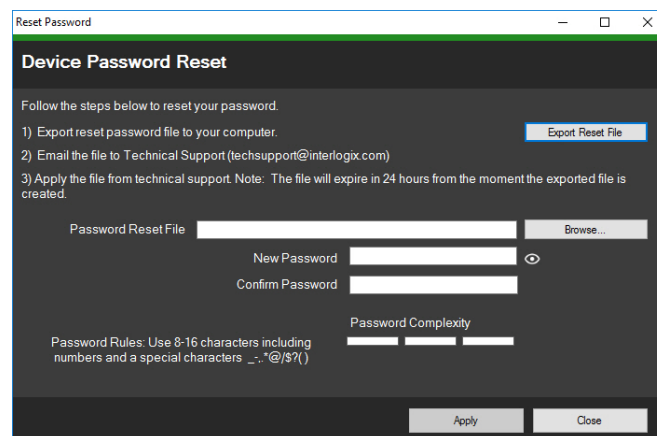 Reset Password
Device Password Reset
Follow the steps below to reset your password.
1) Export reset password file to your computer.
Export Reset File
2) Email the file to Technical Support (techsupport@interlogix.com)
3) Apply the file from technical support. Note: The file will expire in 24 hours from the moment the exported file is
created.
Password Reset File
Browse...
New Password
Confirm Password
Password Complexity
Password Rules: Use 8-16 characters including
numbers and a special characters _-,.*@/$?( )
Apply
Close